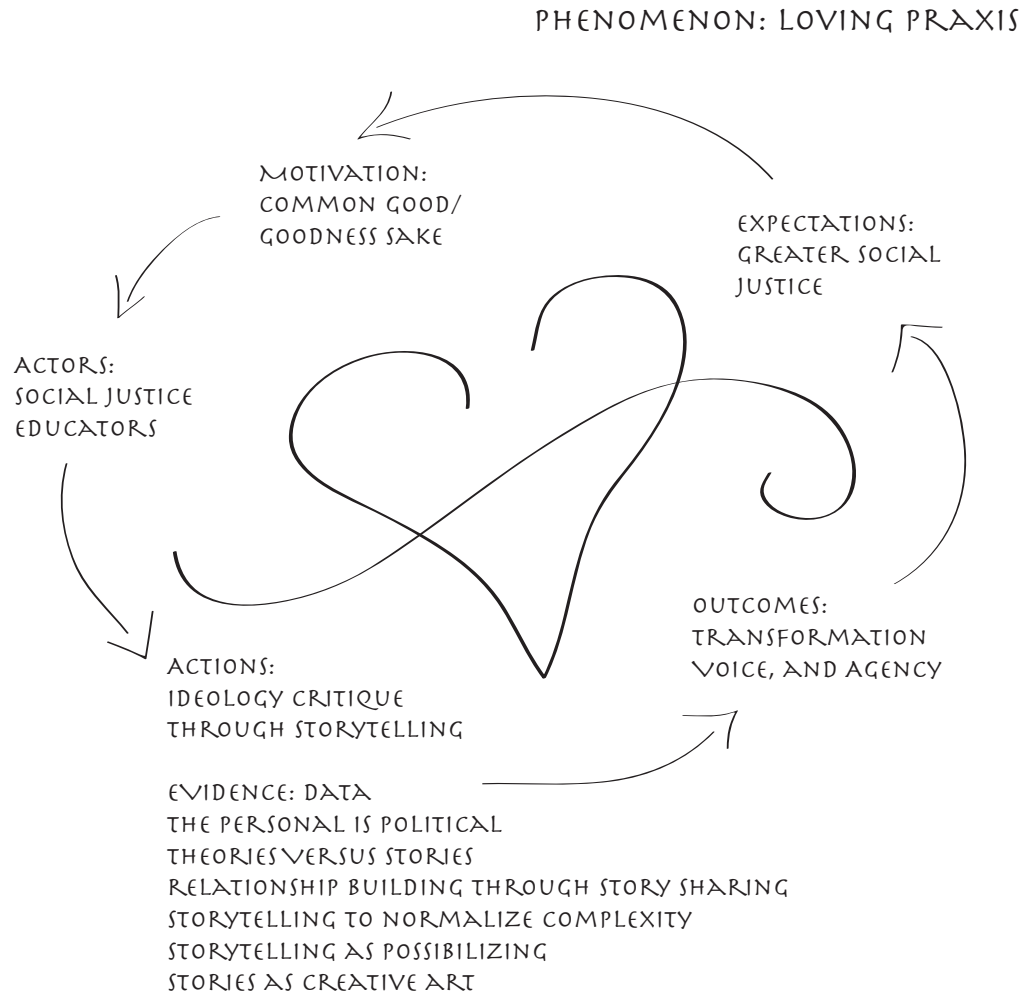 PHENOMENON: LOVING PRAXIS
MOTIVATION:
COMMON GOOD/
GOODNESS SAKE
EXPECTATIONS:
GREATER SOCIAL
JUSTICE
ACTORS:
SOCIAL JUSTICE
EDUCATORS
ACTIONS:
IDEOLOGY CRITIQUE
THROUGH STORYTELLING
OUTCOMES:
TRANSFORMATION
VOICE, AND AGENCY
EVIDENCE: DATA
THE PERSONAL IS POLITICAL
THEORIES VERSUS STORIES
RELATIONSHIP BUILDING THROUGH STORY SHARING
STORYTELLING TO NORMALIZE COMPLEXITY
STORYTELLING AS POSSIBILIZING
STORIES AS CREATIVE ART